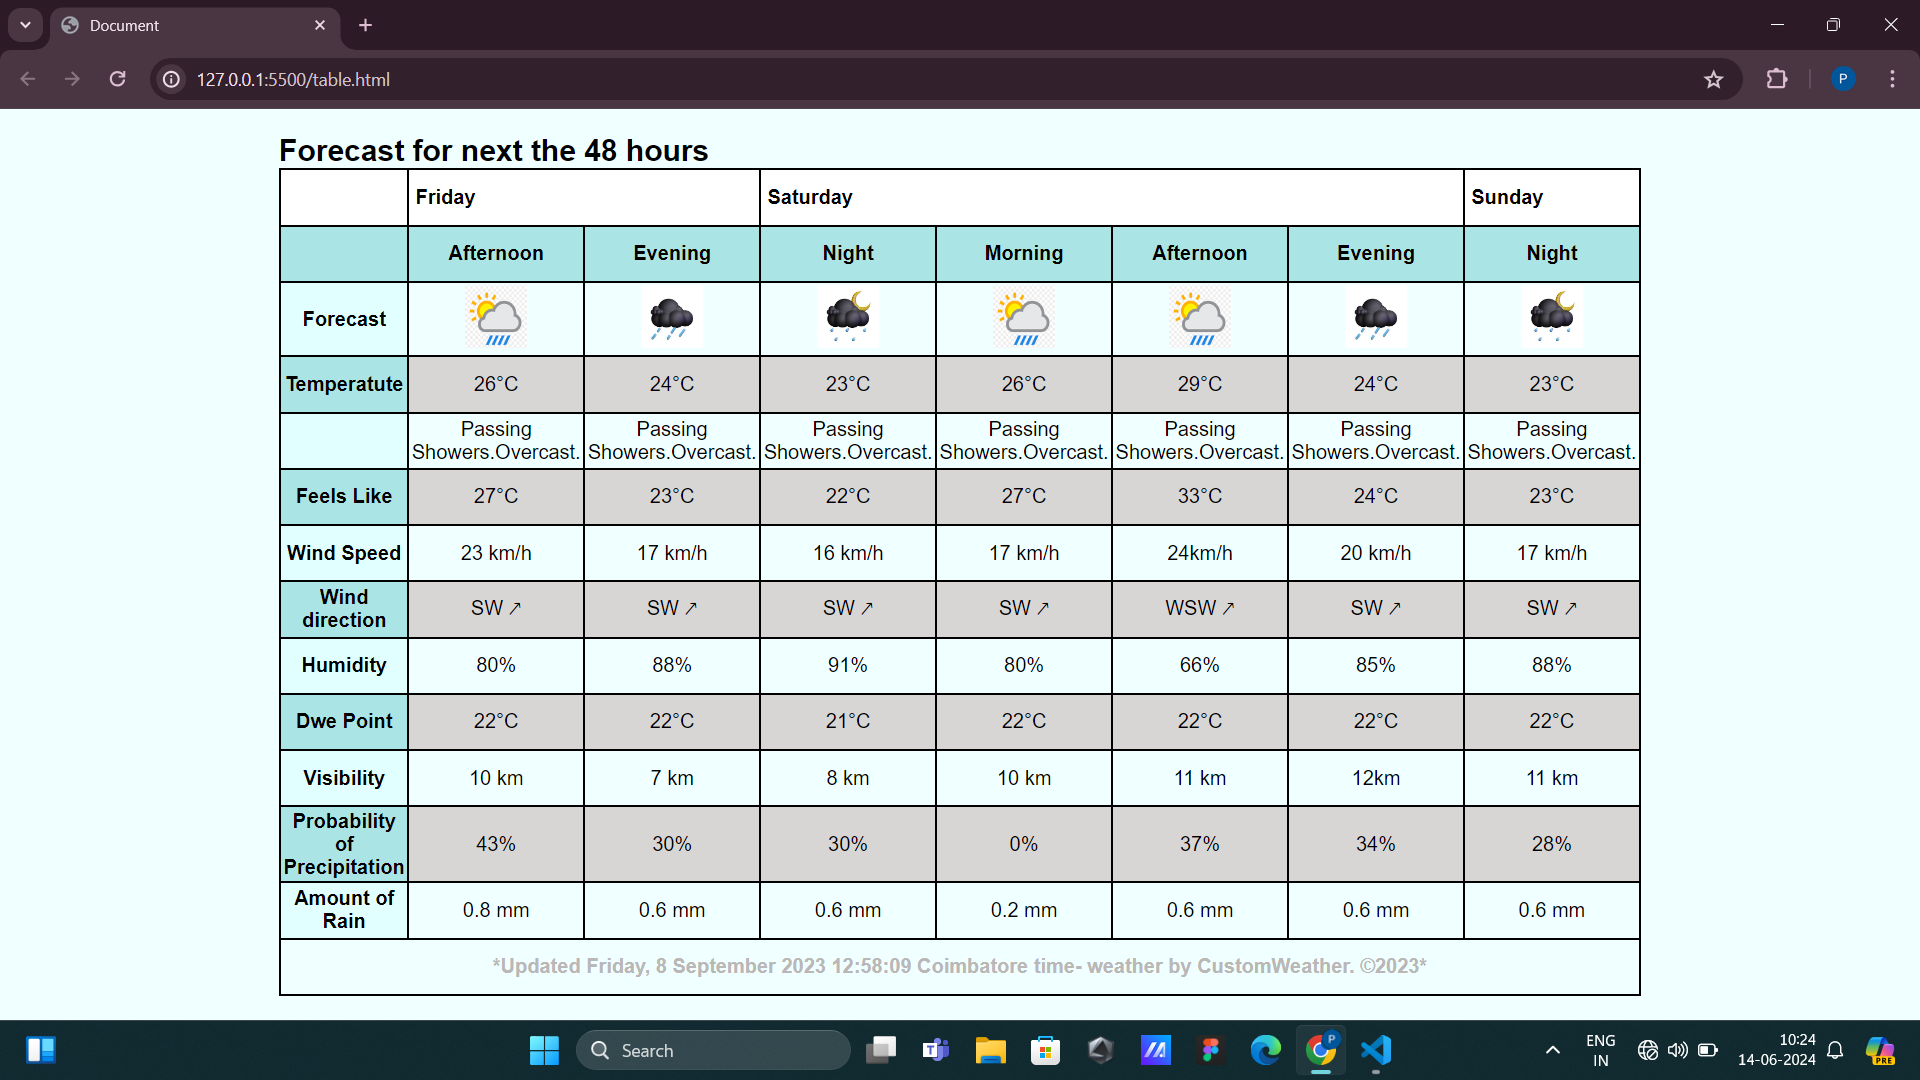 Document
127.0.0.1:5500/table.html
P
Forecast for next the 48 hours
Friday Saturday Sunday
Afternoon Evening Night Morning Afternoon Evening Night
Forecast
Temperatute 26°C 24°C 23°C 26°C 29°C 24°C 23°C
Passing Passing Passing Passing Passing Passing Passing
Showers.Overcast. Showers.Overcast. Showers.Overcast. Showers.Overcast. Showers.Overcast. Showers.Overcast. Showers.Overcast.
Feels Like 27°C 23°C 22°C 27°C 33°C 24°C 23°C
Wind Speed 23 km/h 17 km/h 16 km/h 17 km/h 24km/h 20 km/h 17 km/h
Wind
direction SW ↗ SW ↗ SW ↗ SW ↗ WSW ↗ SW ↗ SW ↗
Humidity 80% 88% 91% 80% 66% 85% 88%
Dwe Point 22°C 22°C 21°C 22°C 22°C 22°C 22°C
Visibility 10 km 7 km 8 km 10 km 11 km 12km 11 km
Probability
of
Precipitation 43% 30% 30% 0% 37% 34% 28%
Amount of
Rain 0.8 mm 0.6 mm 0.6 mm 0.2 mm 0.6 mm 0.6 mm 0.6 mm
*Updated Friday, 8 September 2023 12:58:09 Coimbatore time- weather by CustomWeather. ©2023*
Search
T
P
ENG
IN
10:24
14-06-2024
PRE